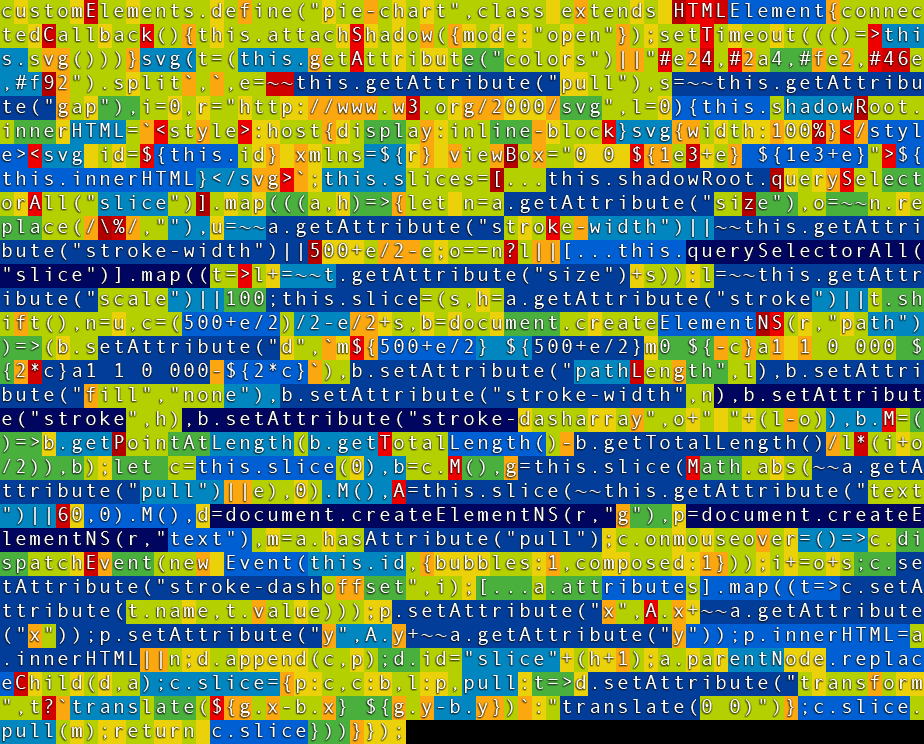 customElements.define("pie-chart",class extends HTMLElement{connec
tedCallback(){this.attachShadow({mode:"open"});setTimeout((()=>thi
s.svg()))}svg(t=(this.getAttribute("colors")||"#e24,#2a4,#fe2,#46e
,#f92").split`,`,e=~~this.getAttribute("pull"),s=~~this.getAttribu
te("gap"),i=0,r="http://www.w3.org/2000/svg",l=0){this.shadowRoot.
innerHTML=`<style>:host{display:inline-block}svg{width:100%}</styl
e><svg id=${this.id} xmlns=${r} viewBox="0 0 ${1e3+e} ${1e3+e}">${
this.innerHTML}</svg>`;this.slices=[...this.shadowRoot.querySelect
orAll("slice")].map(((a,h)=>{let n=a.getAttribute("size"),o=~~n.re
place(/\%/,""),u=~~a.getAttribute("stroke-width")||~~this.getAttri
bute("stroke-width")||500+e/2-e;o==n?l||[...this.querySelectorAll(
"slice")].map((t=>l+=~~t.getAttribute("size")+s)):l=~~this.getAttr
ibute("scale")||100;this.slice=(s,h=a.getAttribute("stroke")||t.sh
ift(),n=u,c=(500+e/2)/2-e/2+s,b=document.createElementNS(r,"path")
)=>(b.setAttribute("d",`m${500+e/2} ${500+e/2}m0 ${-c}a1 1 0 000 $
{2*c}a1 1 0 000-${2*c}`),b.setAttribute("pathLength",l),b.setAttri
bute("fill","none"),b.setAttribute("stroke-width",n),b.setAttribut
e("stroke",h),b.setAttribute("stroke-dasharray",o+" "+(l-o)),b.M=(
)=>b.getPointAtLength(b.getTotalLength()-b.getTotalLength()/l*(i+o
/2)),b);let c=this.slice(0),b=c.M(),g=this.slice(Math.abs(~~a.getA
ttribute("pull")||e),0).M(),A=this.slice(~~this.getAttribute("text
")||60,0).M(),d=document.createElementNS(r,"g"),p=document.createE
lementNS(r,"text"),m=a.hasAttribute("pull");c.onmouseover=()=>c.di
spatchEvent(new Event(this.id,{bubbles:1,composed:1}));i+=o+s;c.se
tAttribute("stroke-dashoffset",i);[...a.attributes].map((t=>c.setA
ttribute(t.name,t.value)));p.setAttribute("x",A.x+~~a.getAttribute
("x"));p.setAttribute("y",A.y+~~a.getAttribute("y"));p.innerHTML=a
.innerHTML||n;d.append(c,p);d.id="slice"+(h+1);a.parentNode.replac
eChild(d,a);c.slice={p:c,c:b,l:p,pull:t=>d.setAttribute("transform
",t?`translate(${g.x-b.x} ${g.y-b.y})`:"translate(0 0)")};c.slice.
pull(m);return c.slice}))}});